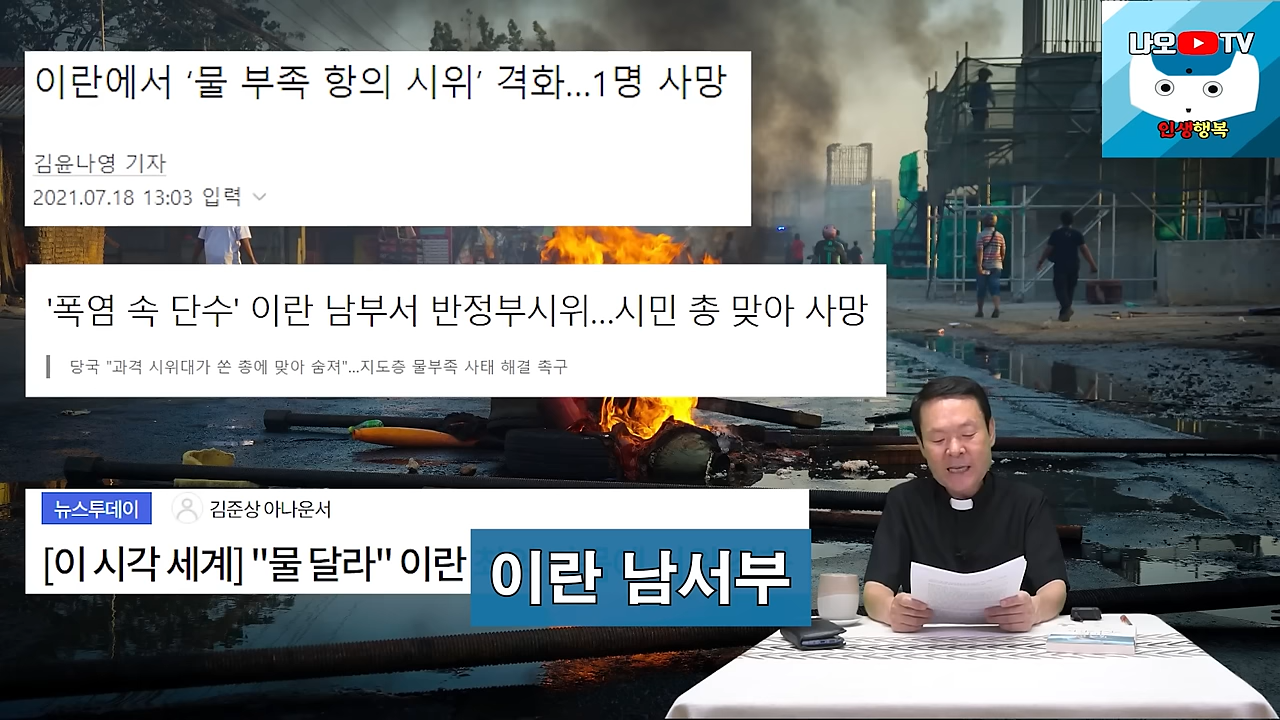 나오TV
인생행복
이란에서 ‘물 부족 항의 시위’ 격화...1명 사망
김윤나영 기자
2021.07.18 13:03 입력
'폭염 속 단수' 이란 남부서 반정부시위...시민 총 맞아 사망
당국 "과격 시위대가 쏜 총에 맞아 숨져"...지도층 물부족 사태 해결 촉구
뉴스투데이 김준상 아나운서
[이 시각 세계] "물 달라" 이란
이란 남서부